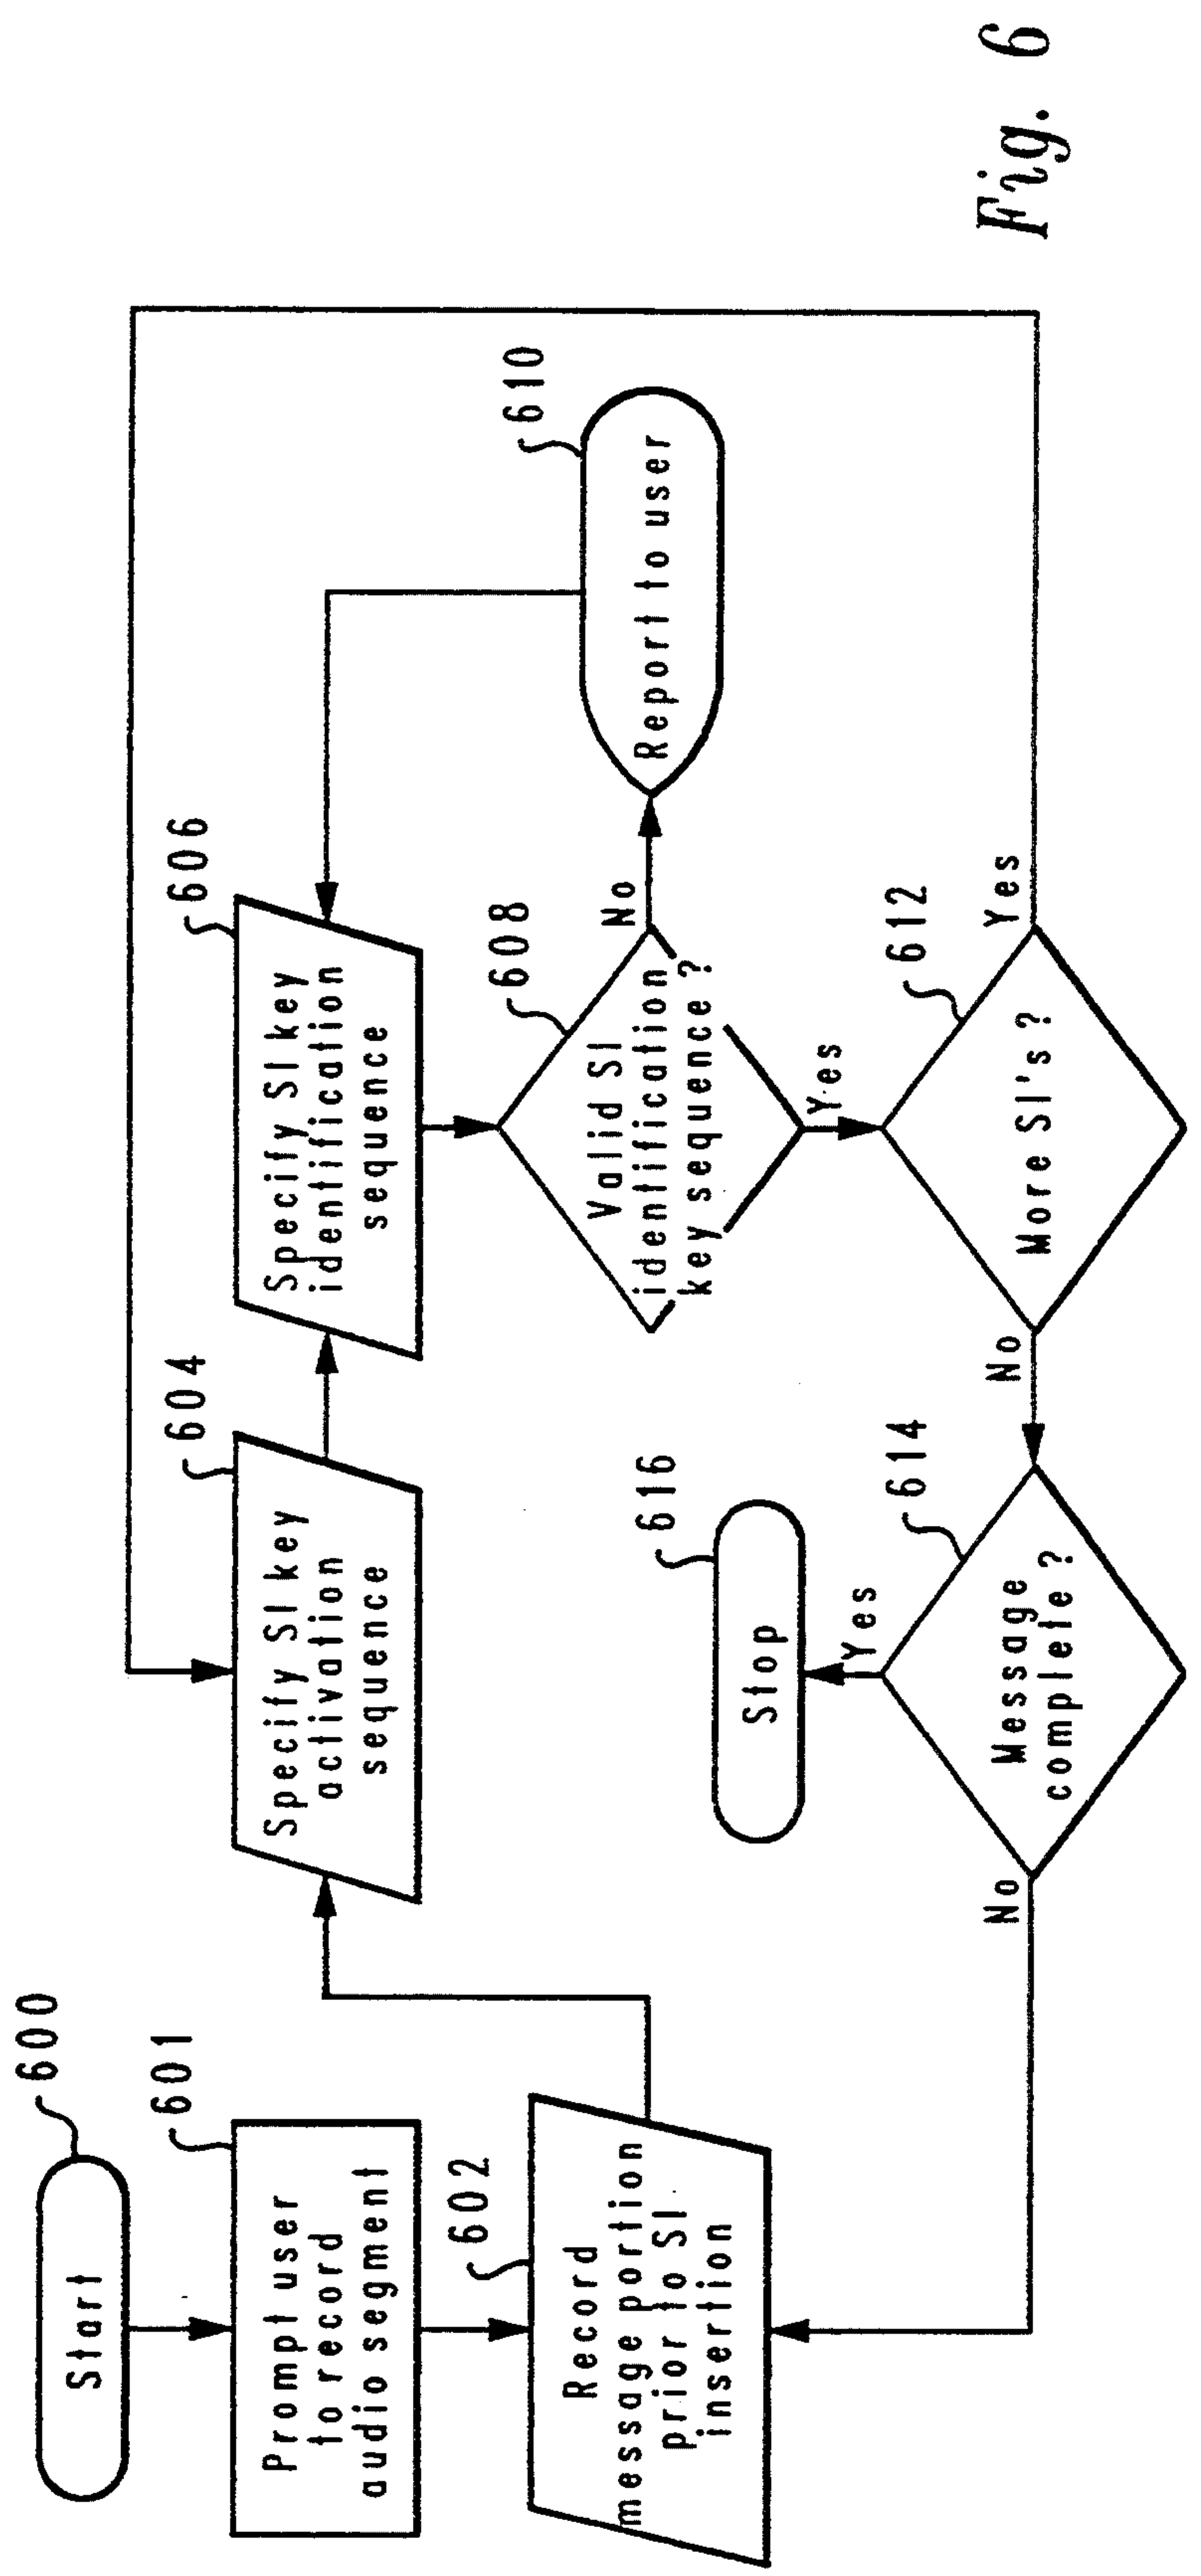 600
Start
601
Prompt user
to record
audio segment
602
Record
message portion
prior to SI
insertion
604
Specify SI key
activation
sequence
606
Specify SI key
identification
sequence
608
Valid SI
identification
key sequence?
No
Yes
610
Report to user
612
More SI's?
Yes
No
614
Message
complete?
Yes
No
616
Stop
Fig. 6